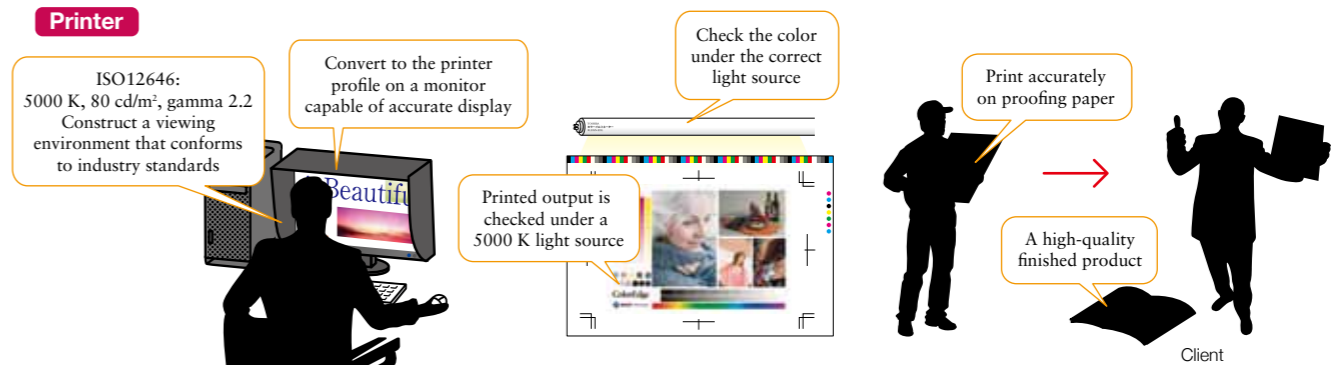 Printer
ISO12646:
5000 K, 80 cd/m², gamma 2.2
Construct a viewing
environment that conforms
to industry standards
Convert to the printer
profile on a monitor
capable of accurate display
Beautifu
Check the color
under the correct
light source
Printed output is
checked under a
5000 K light source
ColorEdge
Print accurately
on proofing paper
A high-quality
finished product
Client